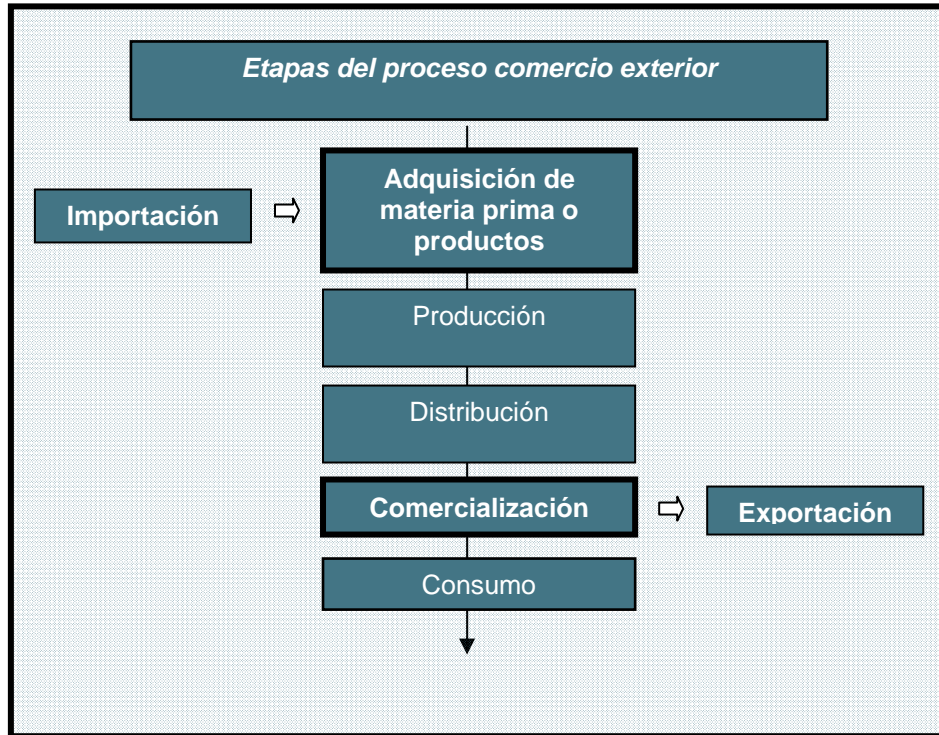 Etapas del proceso comercio exterior
Importación
Adquisición de
materia prima o
productos
Producción
Distribución
Comercialización
Exportación
Consumo